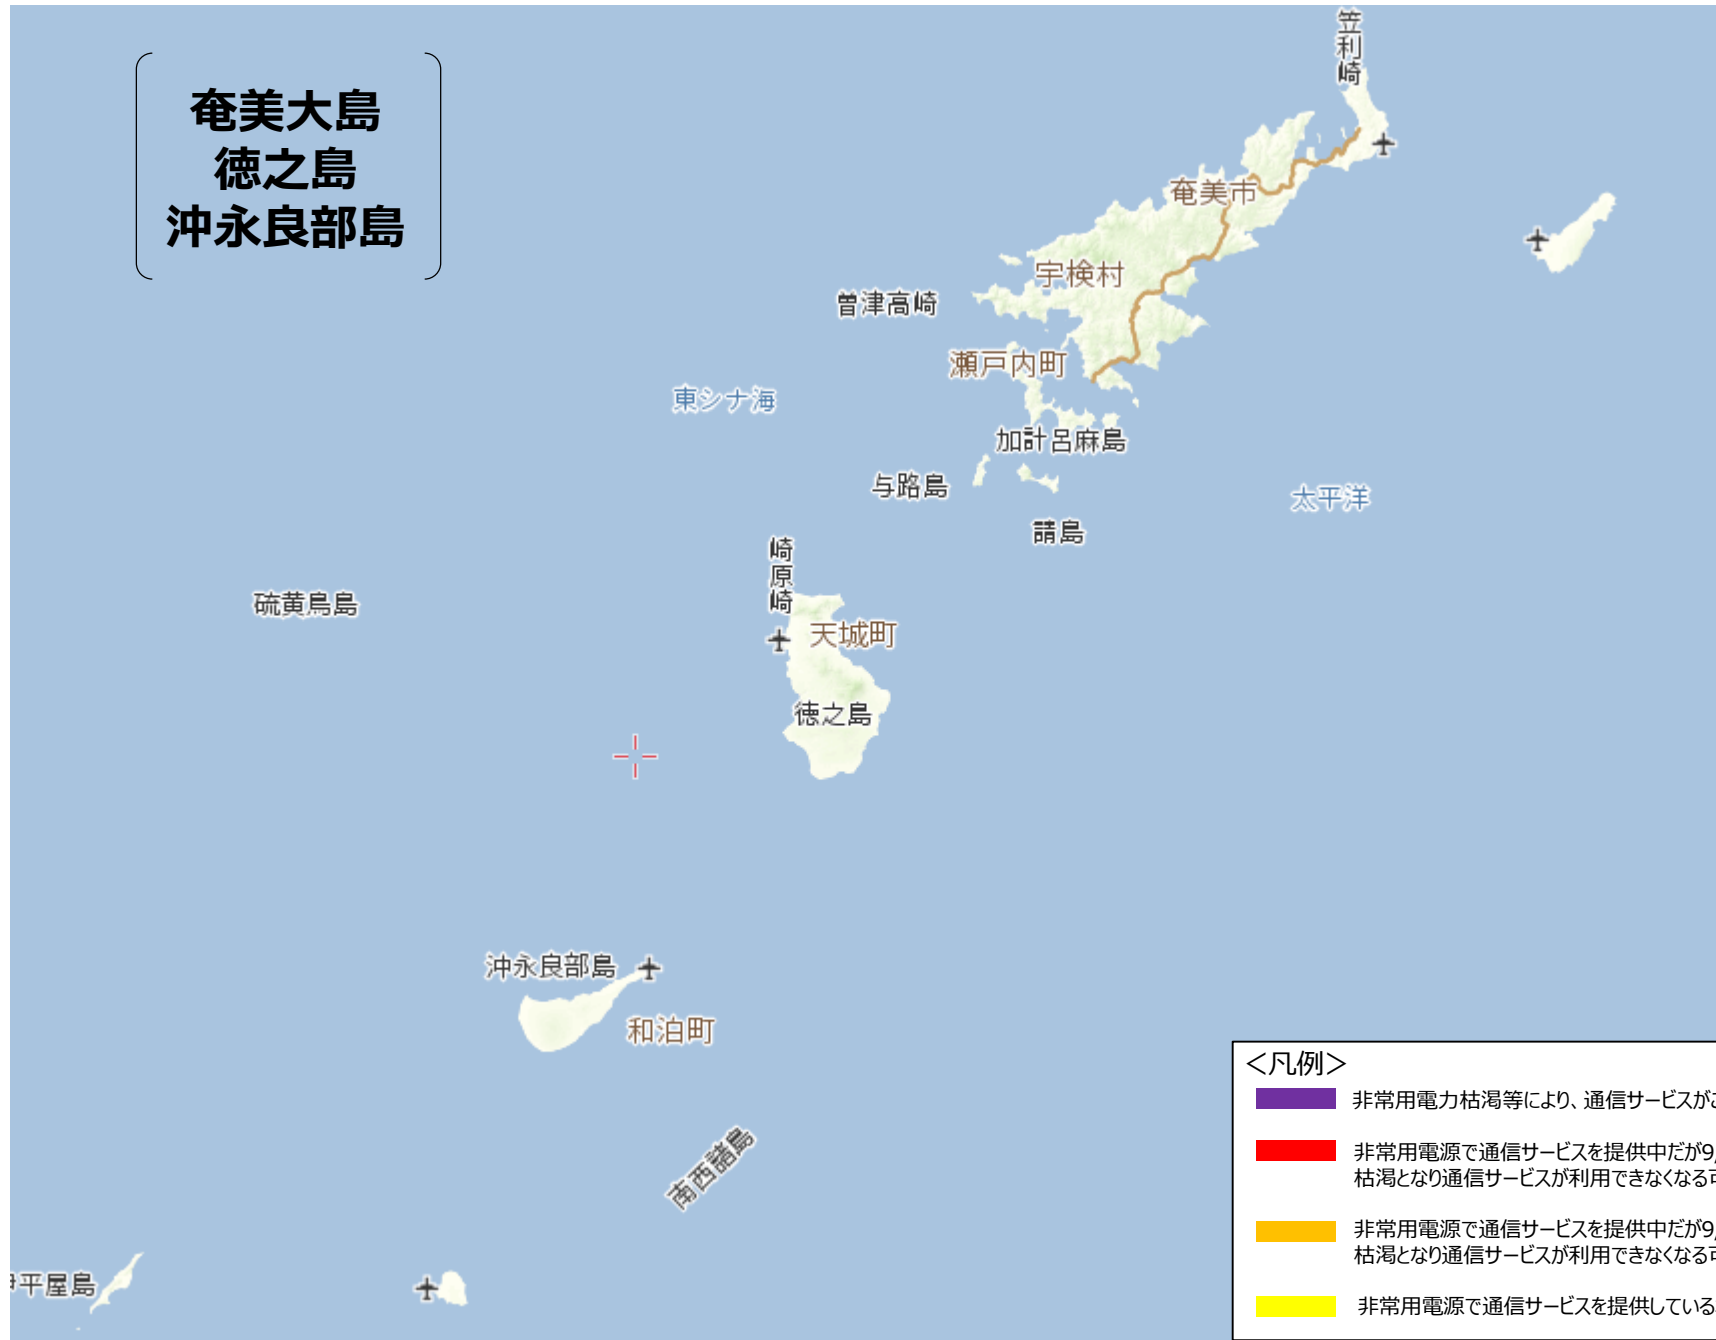 奄美大島
徳之島
沖永良部島
笠利崎
奄美市
宇検村
曽津高崎
瀬戸内町
東シナ海
加計呂麻島
与路島
太平洋
請島
崎原崎
硫黄鳥島
天城町
徳之島
沖永良部島
和泊町
南西諸島
平屋島
<凡例>
非常用電力枯渇等により、通信サービスが
非常用電源で通信サービスを提供中だが9
枯渇となり通信サービスが利用できなくなる
非常用電源で通信サービスを提供中だが9
枯渇となり通信サービスが利用できなくなる
非常用電源で通信サービスを提供している